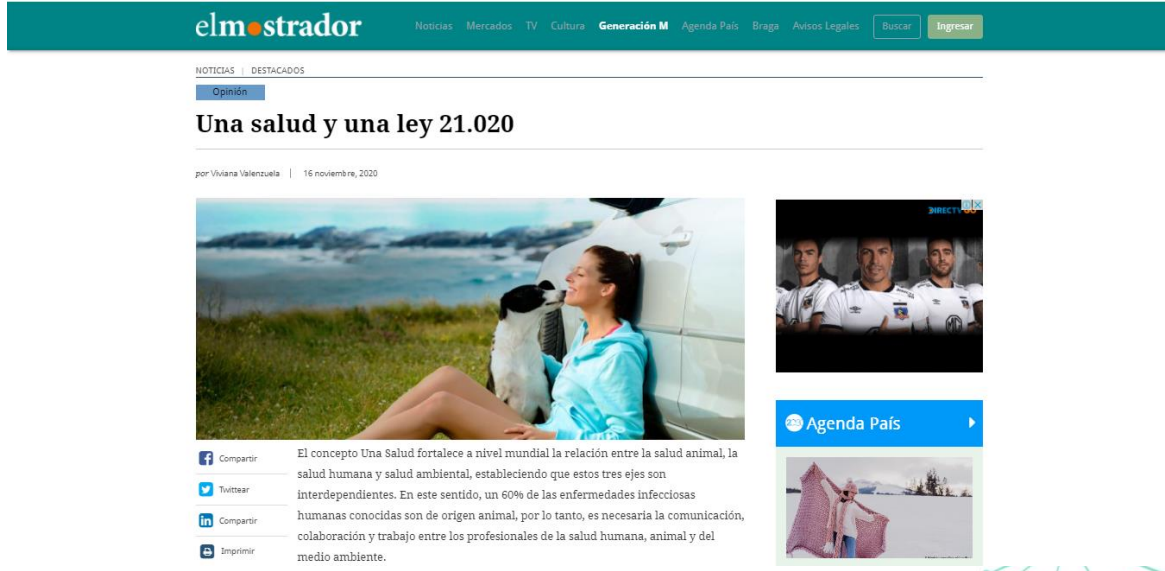 elmostrador
Noticias Mercados TV Cultura Generación M Agenda País Braga Avisos Legales Buscar Ingresar
NOTICIAS | DESTACADOS
Opinión
Una salud y una ley 21.020
por Viviana Valenzuela | 16 noviembre, 2020
DIRECTV GO
Agenda País
Compartir
Twittear
Compartir
Imprimir
El concepto Una Salud fortalece a nivel mundial la relación entre la salud animal, la
salud humana y salud ambiental, estableciendo que estos tres ejes son
interdependientes. En este sentido, un 60% de las enfermedades infecciosas
humanas conocidas son de origen animal, por lo tanto, es necesaria la comunicación,
colaboración y trabajo entre los profesionales de la salud humana, animal y del
medio ambiente.